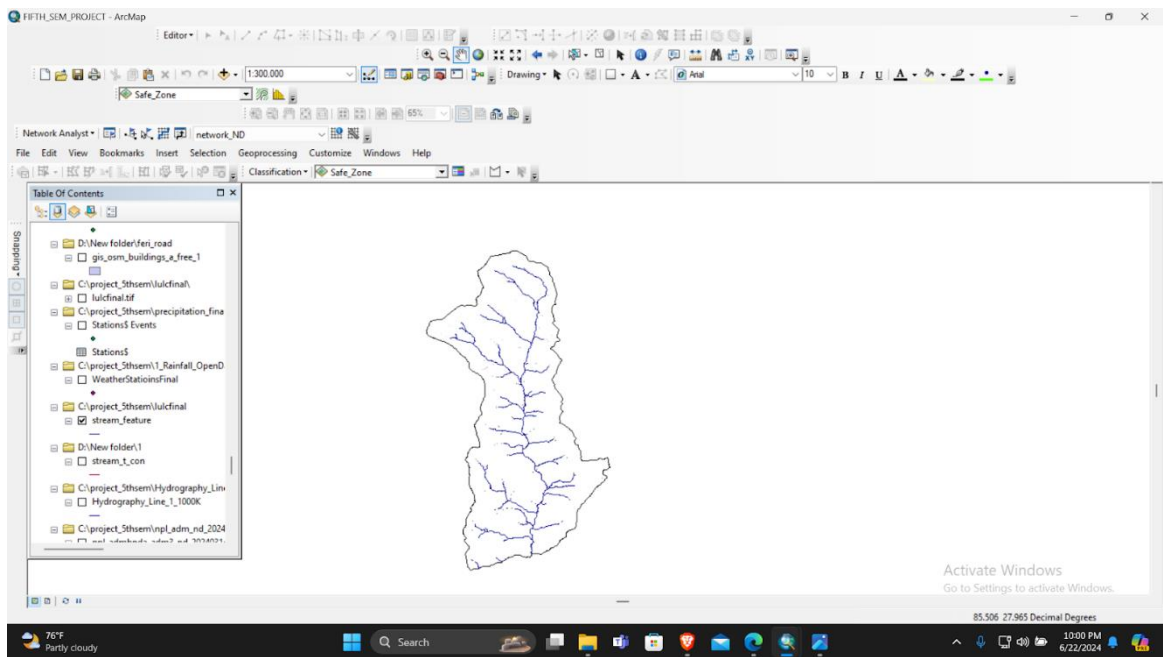 FIFTH_SEM_PROJECT - ArcMap
Editor
1:300.000
Drawing
A
Arial
10
B I U A
Safe_Zone
65%
Network Analyst
network_ND
File Edit View Bookmarks Insert Selection Geoprocessing Customize Windows Help
Classification
Safe_Zone
Table Of Contents
Snapping
D:\New folder\feri_road
gis_osm_buildings_a_free_1
C:\project_5thsem\lulcfinal\
lulcfinal.tif
C:\project_5thsem\precipitation_fina
Stations$ Events
Stations$
C:\project_5thsem\1_Rainfall_OpenD
WeatherStatioinsFinal
C:\project_5thsem\lulcfinal
stream_feature
D:\New folder\1
stream_t_con
C:\project_5thsem\Hydrography_Line
Hydrography_Line_1_1000K
C:\project_5thsem\npl_adm_nd_2024
Activate Windows
Go to Settings to activate Windows.
85.506 27.965 Decimal Degrees
76°F
Partly cloudy
Search
10:00 PM
6/22/2024